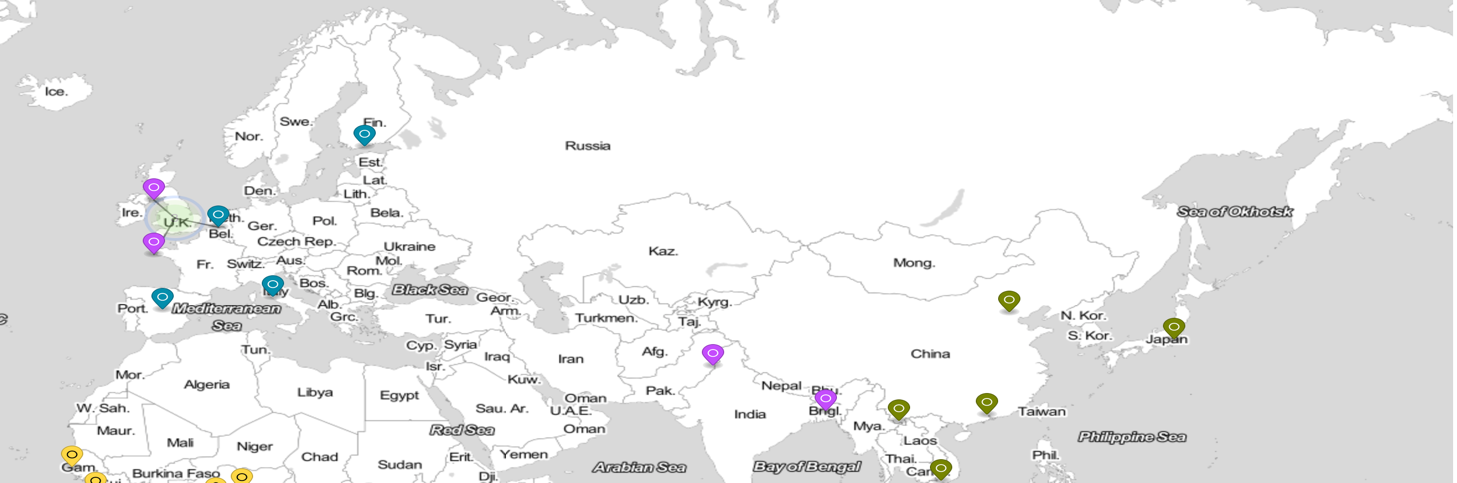 Ice.
Nor.
Swe.
Fin.
Russia
Est.
Lat.
Lith.
Den.
Ire.
U.K.
Bel.
Ger.
Pol.
Bela.
Czech Rep.
Ukraine
Fr.
Switz.
Aus.
Mol.
Rom.
Bos.
Blg.
Alb.
Grc.
Port.
Mediterranean
Sea
Black Sea
Geor.
Arm.
Tur.
Kaz.
Uzb.
Kyrg.
Turkmen.
Taj.
Mong.
Sea of Okhotsk
N. Kor.
S. Kor.
Japan
China
Cyp.
Syria
Isr.
Iraq
Iran
Afg.
Kuw.
Pak.
Nepal
Bhu.
Bngl.
India
Tun.
Mor.
Algeria
Libya
Egypt
Sau. Ar.
Oman
U.A.E.
Oman
W. Sah.
Maur.
Mali
Niger
Chad
Sudan
Red Sea
Erit.
Yemen
Dji.
Gam.
Burkina Faso
Arabian Sea
Bay of Bengal
Mya.
Laos
Thai.
Taiwan
Phil.
Philippine Sea